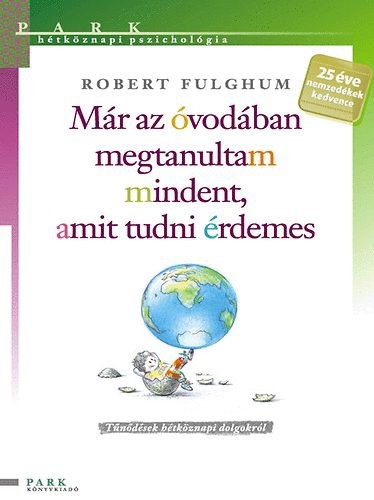 PARK
hétköznapi pszichológia
ROBERT FULGHUM
25 éve
nemzedékek
kedvence
Már az óvodában
megtanultam
mindent,
amit tudni érdemes
Tűnődések hétköznapi dolgokról
PARK
KÖNYVKIADÓ